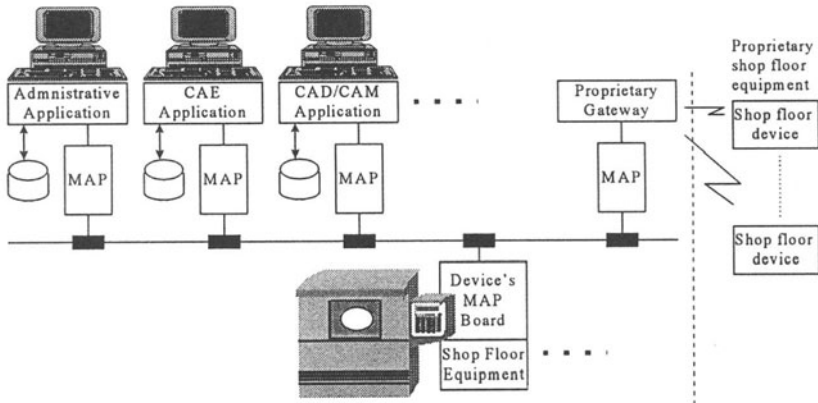 Admnistrative
Application
CAE
Application
CAD/CAM
Application
Proprietary
Gateway
Proprietary
shop floor
equipment
Shop floor
device
MAP
MAP
MAP
MAP
Shop floor
device
Device's
MAP
Board
Shop Floor
Equipment